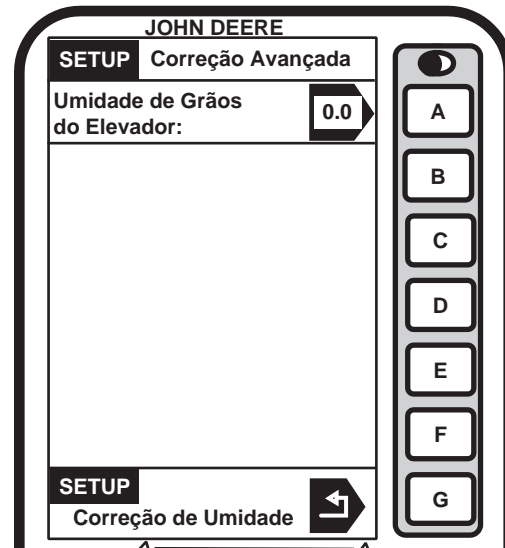 JOHN DEERE
SETUP Correção Avançada
Umidade de Grãos
do Elevador:
0.0
A
B
C
D
E
F
G
SETUP
Correção de Umidade